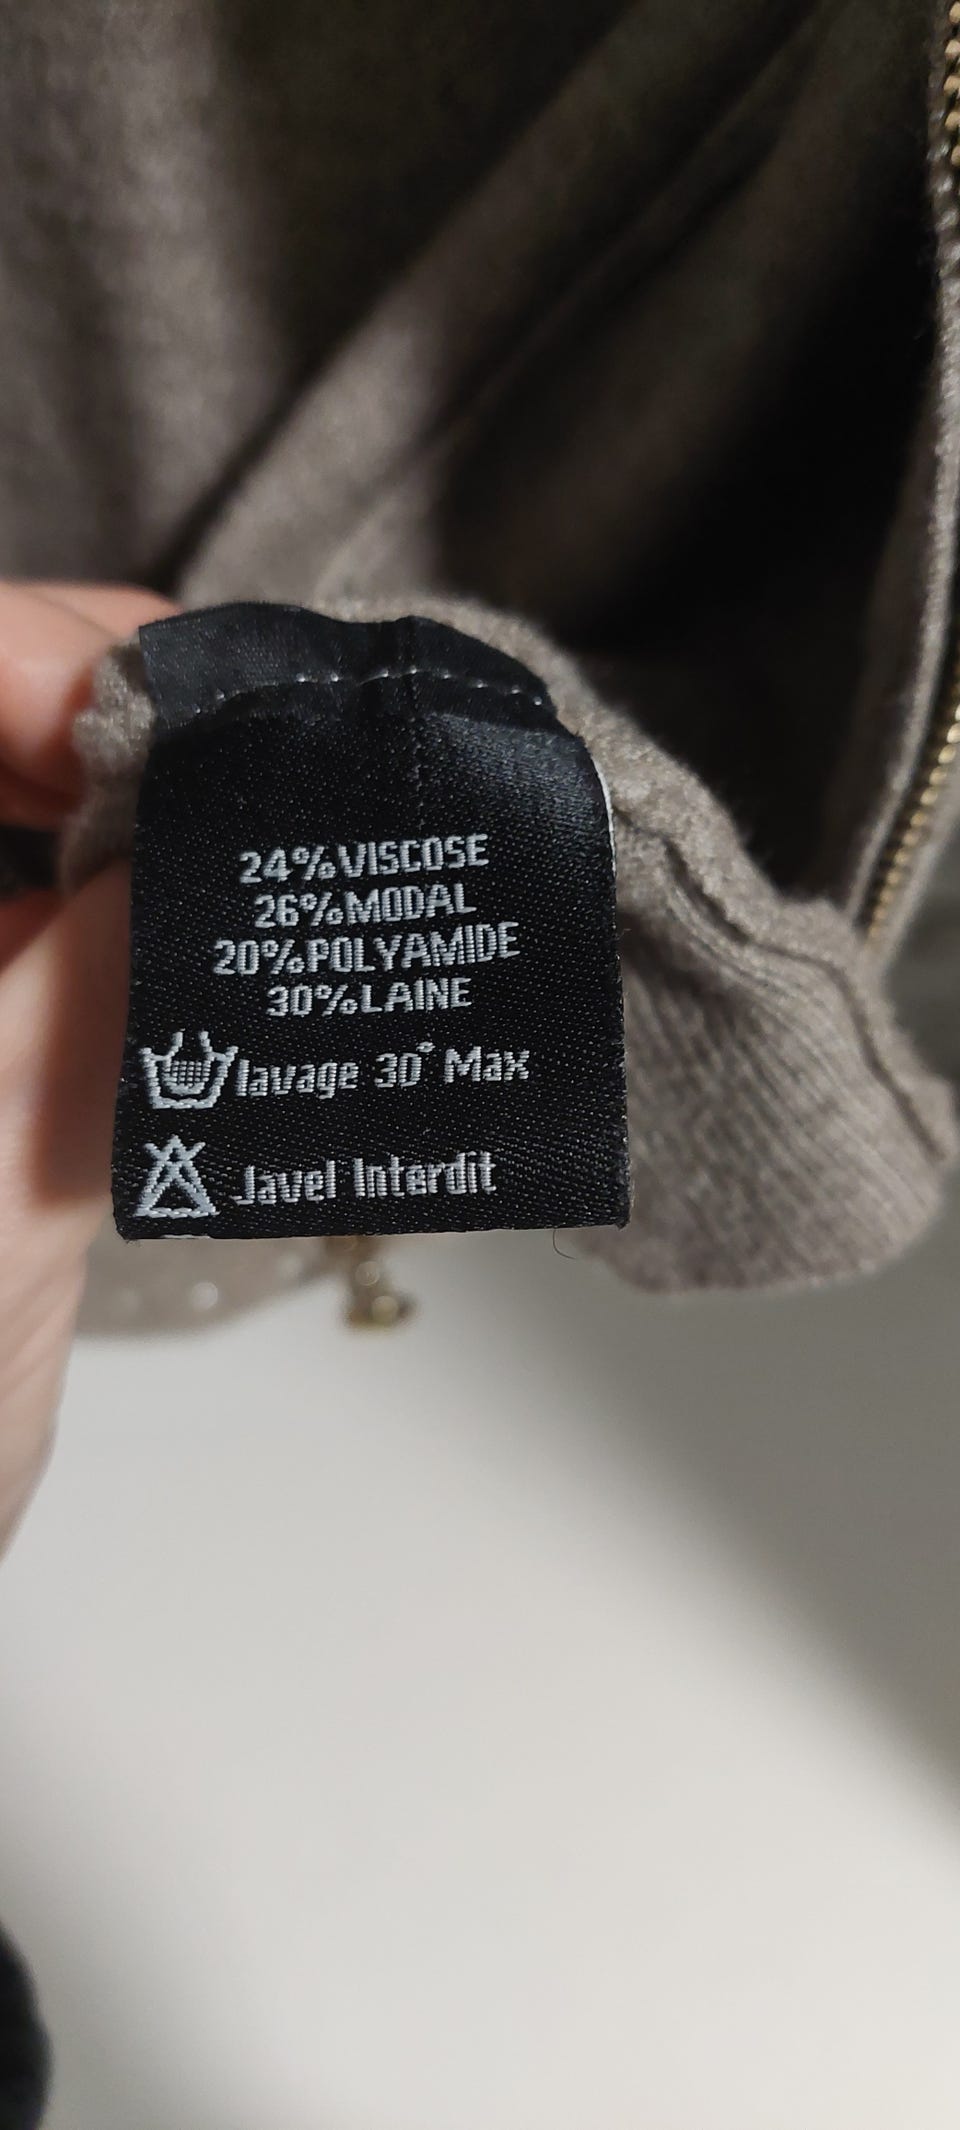 24%VISCOSE
26%MODAL
20%POLYAMIDE
30%LAINE
lavage 30° Max
Javel Interdit